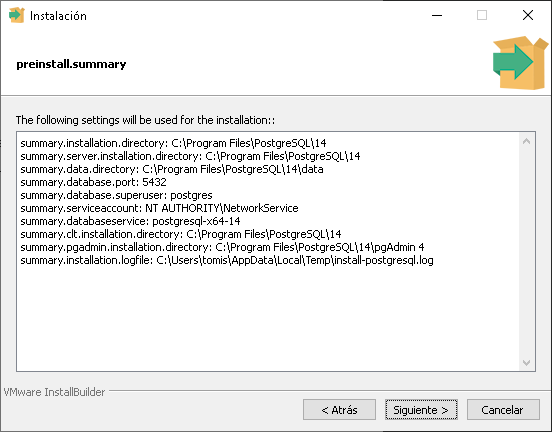 Instalación
preinstall.summary
The following settings will be used for the installation::
summary.installation.directory: C:\Program Files\PostgreSQL\14
summary.server.installation.directory: C:\Program Files\PostgreSQL\14
summary.data.directory: C:\Program Files\PostgreSQL\14\data
summary.database.port: 5432
summary.database.superuser: postgres
summary.serviceaccount: NT AUTHORITY\NetworkService
summary.databaseservice: postgresql-x64-14
summary.clt.installation.directory: C:\Program Files\PostgreSQL\14
summary.pgadmin.installation.directory: C:\Program Files\PostgreSQL\14\pgAdmin 4
summary.installation.logfile: C:\Users\tomis\AppData\Local\Temp\install-postgresql.log
VMware InstallBuilder
< Atrás
Siguiente >
Cancelar